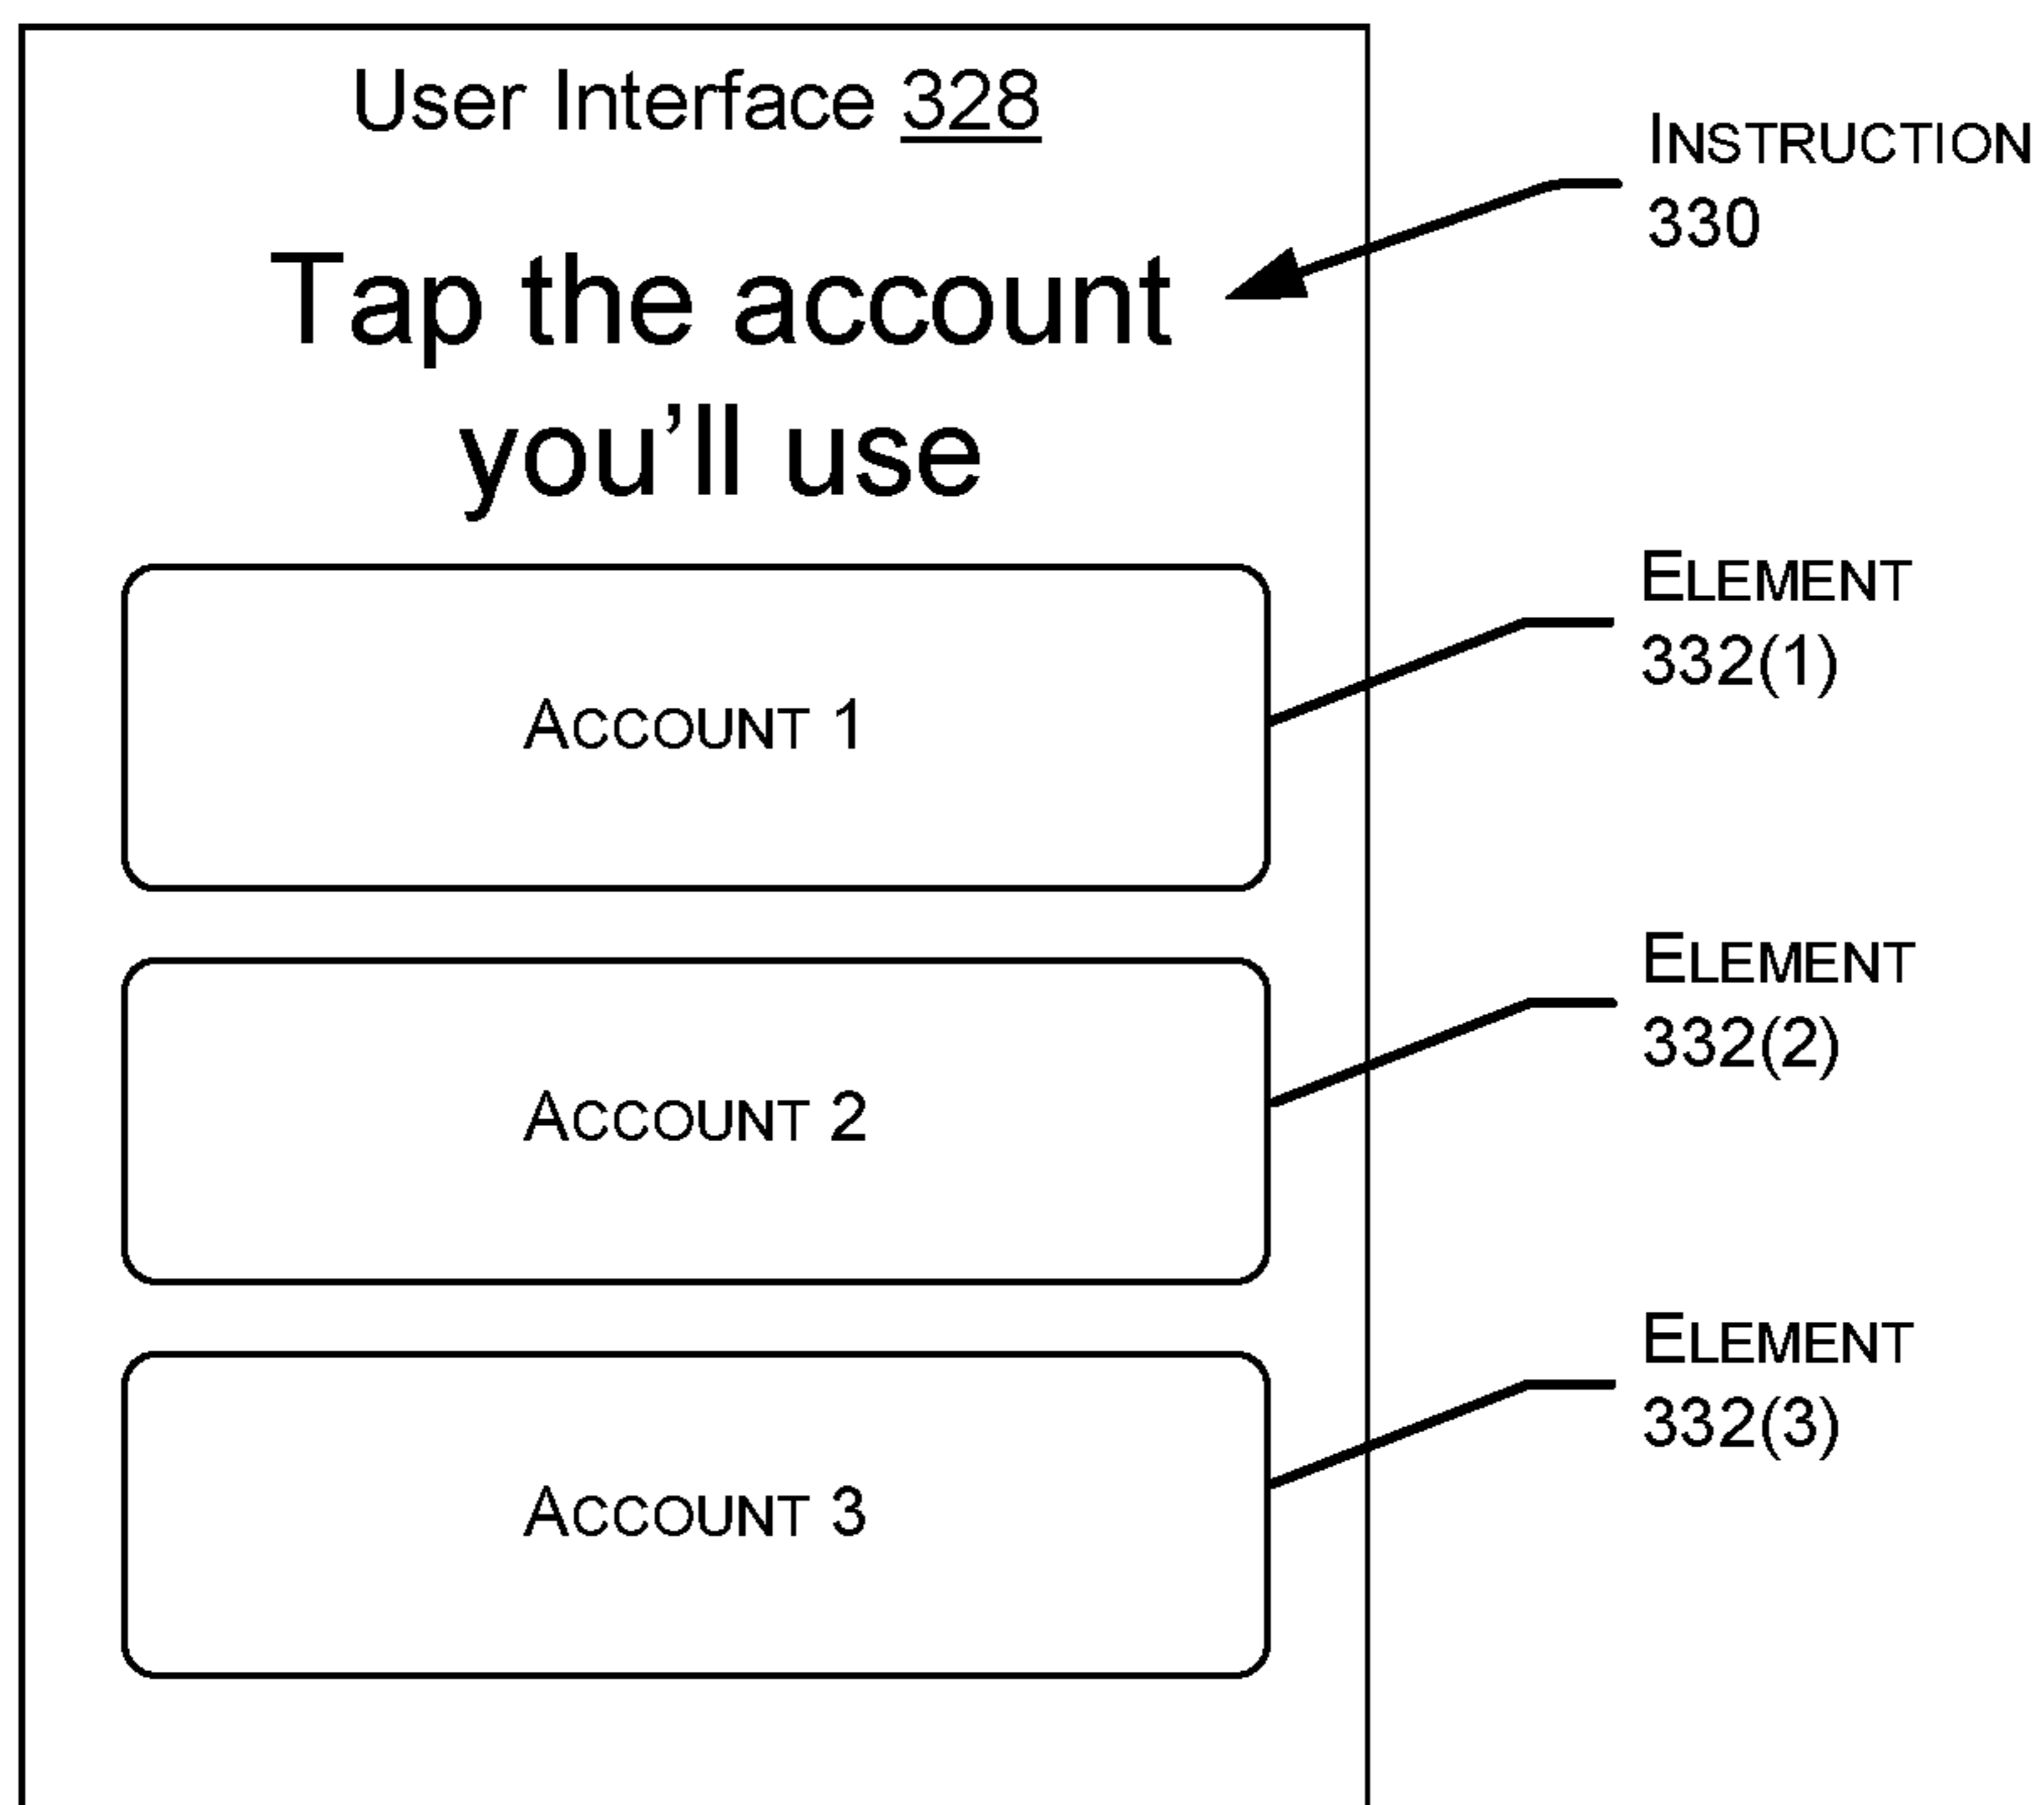 User Interface 328
INSTRUCTION
330
Tap the account
you’ll use
ELEMENT
332(1)
ACCOUNT 1
ELEMENT
332(2)
ACCOUNT 2
ELEMENT
332(3)
ACCOUNT 3